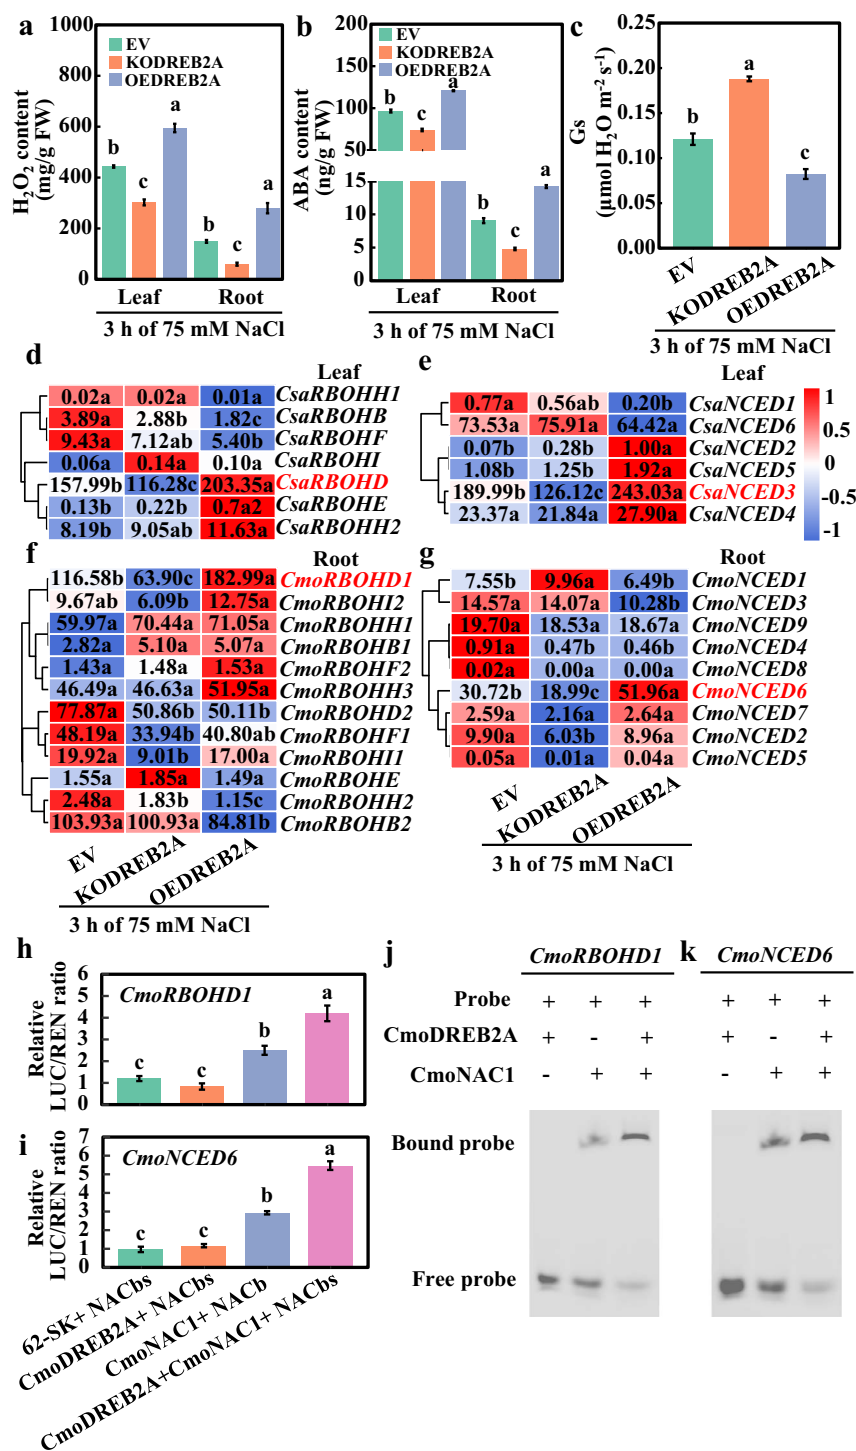 a
H2O2 content
(mg/g FW)
1000
800
600
400
200
0
EV
KODREB2A
OEDREB2A
b
c
a
b
c
a
Leaf
Root
3 h of 75 mM NaCl
b
ABA content
(ng/g FW)
150
100
50
15
10
5
0
EV
KODREB2A
OEDREB2A
b
c
a
b
c
a
Leaf
Root
3 h of 75 mM NaCl
c
Gs
(μmol H2O m-2 s-1)
0.25
0.20
0.15
0.10
0.05
0.00
b
a
c
EV
KODREB2A
OEDREB2A
3 h of 75 mM NaCl
d
Leaf
0.02a 0.02a 0.01a CsaRBOHH1
3.89a 2.88b 1.82c CsaRBOHB
9.43a 7.12ab 5.40b CsaRBOHF
0.06a 0.14a 0.10a CsaRBOHI
157.99b 116.28c 203.35a CsaRBOHD
0.13b 0.22b 0.7a2 CsaRBOHE
8.19b 9.05ab 11.63a CsaRBOHH2
e
Leaf
0.77a 0.56ab 0.20b CsaNCED1
73.53a 75.91a 64.42a CsaNCED6
0.07b 0.28b 1.00a CsaNCED2
1.08b 1.25b 1.92a CsaNCED5
189.99b 126.12c 243.03a CsaNCED3
23.37a 21.84a 27.90a CsaNCED4
1
0.5
0
-0.5
-1
f
Root
116.58b 63.90c 182.99a CmoRBOHD1
9.67ab 6.09b 12.75a CmoRBOHI2
59.97a 70.44a 71.05a CmoRBOHH1
2.82a 5.10a 5.07a CmoRBOHB1
1.43a 1.48a 1.53a CmoRBOHF2
46.49a 46.63a 51.95a CmoRBOHH3
77.87a 50.86b 50.11b CmoRBOHD2
48.19a 33.94b 40.80ab CmoRBOHF1
19.92a 9.01b 17.00a CmoRBOHI1
1.55a 1.85a 1.49a CmoRBOHE
2.48a 1.83b 1.15c CmoRBOHH2
103.93a 100.93a 84.81b CmoRBOHB2
EV
KODREB2A
OEDREB2A
3 h of 75 mM NaCl
g
Root
7.55b 9.96a 6.49b CmoNCED1
14.57a 14.07a 10.28b CmoNCED3
19.70a 18.53a 18.67a CmoNCED9
0.91a 0.47b 0.46b CmoNCED4
0.02a 0.00a 0.00a CmoNCED8
30.72b 18.99c 51.96a CmoNCED6
2.59a 2.16a 2.64a CmoNCED7
9.90a 6.03b 8.96a CmoNCED2
0.05a 0.01a 0.04a CmoNCED5
EV
KODREB2A
OEDREB2A
3 h of 75 mM NaCl
h
Relative
LUC/REN ratio
6
5
4
3
2
1
0
CmoRBOHD1
c
c
b
a
i
Relative
LUC/REN ratio
7
6
5
4
3
2
1
0
CmoNCED6
c
c
b
a
62-SK+ NACbs
CmoDREB2A+ NACbs
CmoNAC1+ NACb
CmoDREB2A+CmoNAC1+ NACbs
j
CmoRBOHD1
k
CmoNCED6
Probe + + + + + +
CmoDREB2A + - + + - +
CmoNAC1 - + + - + +
Bound probe
Free probe